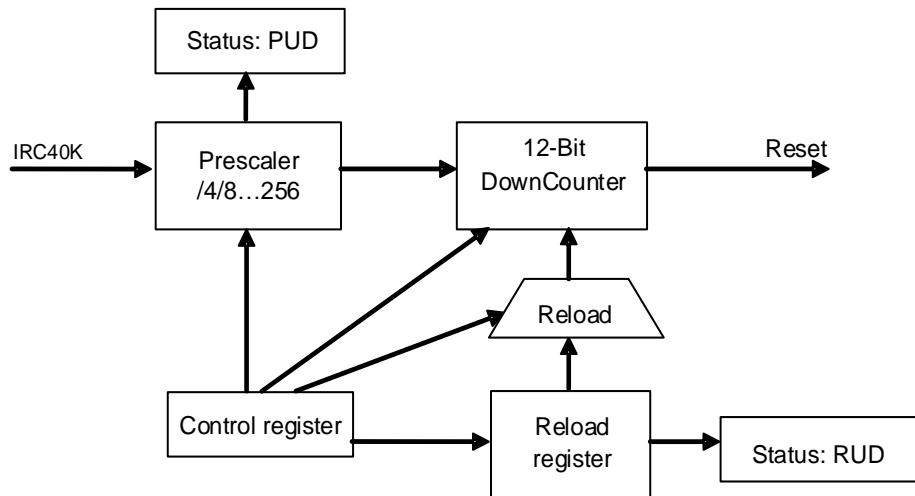 Status: PUD
IRC40K
Prescaler
/4/8...256
12-Bit
DownCounter
Reset
Reload
Control register
Reload
register
Status: RUD